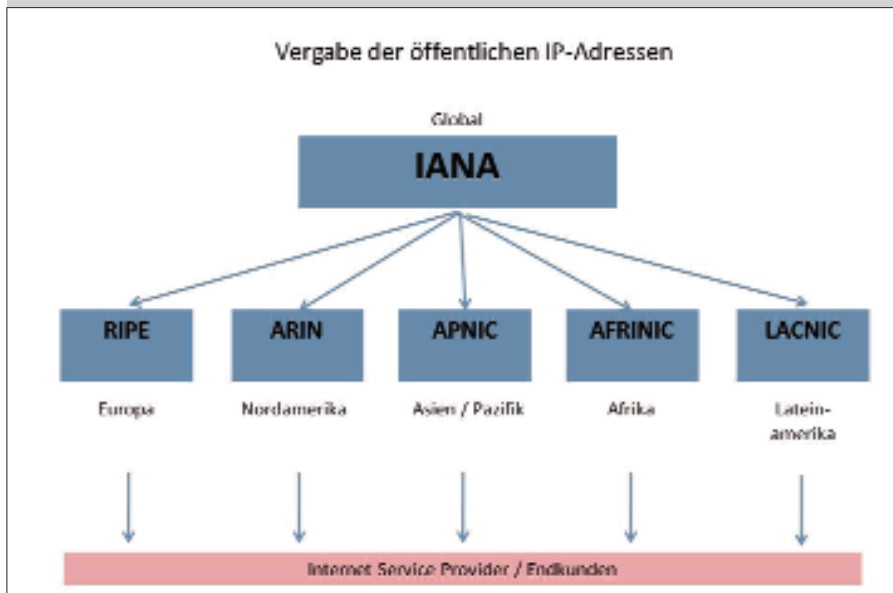 Vergabe der öffentlichen IP-Adressen
Global
IANA
RIPE
ARIN
APNIC
AFRINIC
LACNIC
Europa
Nordamerika
Asien / Pazifik
Afrika
Latein-
amerika
Internet Service Provider / Endkunden